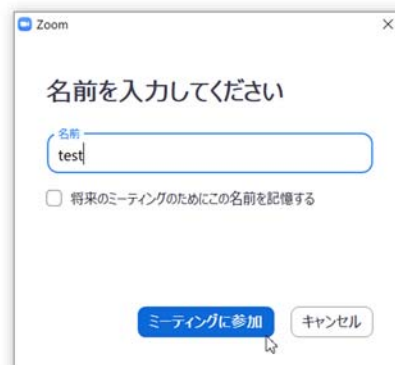 Zoom
名前を入力してください
名前
test
将来のミーティングのためにこの名前を記憶する
ミーティングに参加
キャンセル